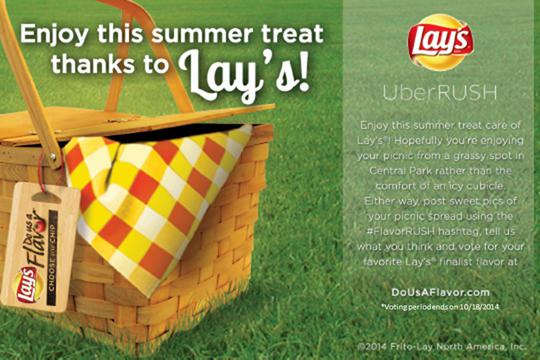 Enjoy this summer treat
thanks to Lay's!
Lay's
Do us a
Flavor
CHOOSE YOUR CHIP
Lay's
UberRUSH
Enjoy this summer treat care of
Lay's®! Hopefully you're enjoying
your picnic from a grassy spot in
Central Park rather than the
comfort of an icy cubicle.
Either way, post sweet pics of
your picnic spread using the
#FlavorRUSH hashtag, tell us
what you think and vote for your
favorite Lay's® finalist flavor at
DoUsAFlavor.com
*Voting period ends on 10/18/2014
©2014 Frito-Lay North America, Inc.